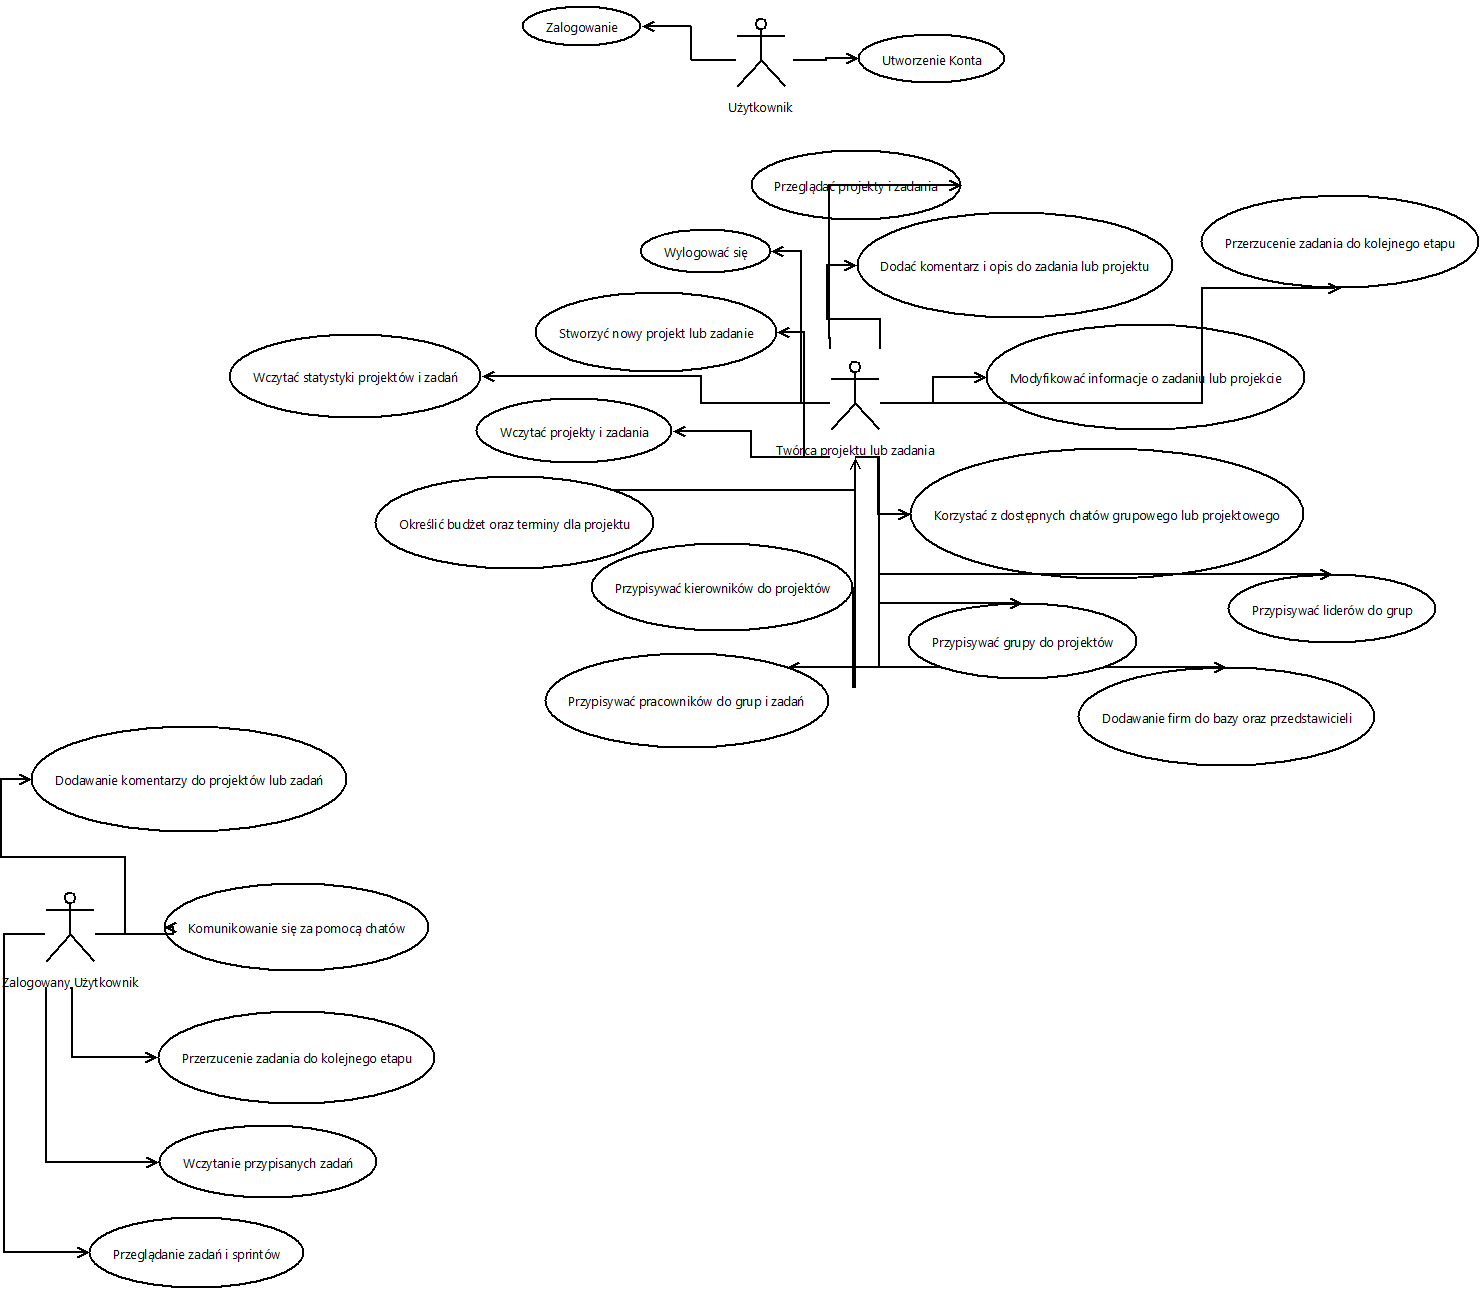 Zalogowanie
Utworzenie Konta
Użytkownik
Przeglądać projekty i zadania
Wylogować się
Dodać komentarz i opis do zadania lub projektu
Przerzucenie zadania do kolejnego etapu
Stworzyć nowy projekt lub zadanie
Wczytać statystyki projektów i zadań
Modyfikować informacje o zadaniu lub projekcie
Wczytać projekty i zadania
Twórca projektu lub zadania
Określić budżet oraz terminy dla projektu
Korzystać z dostępnych chatów grupowego lub projektowego
Przypisywać kierowników do projektów
Przypisywać liderów do grup
Przypisywać grupy do projektów
Przypisywać pracowników do grup i zadań
Dodawanie firm do bazy oraz przedstawicieli
Dodawanie komentarzy do projektów lub zadań
Komunikowanie się za pomocą chatów
Zalogowany Użytkownik
Przerzucenie zadania do kolejnego etapu
Wczytanie przypisanych zadań
Przeglądanie zadań i sprintów